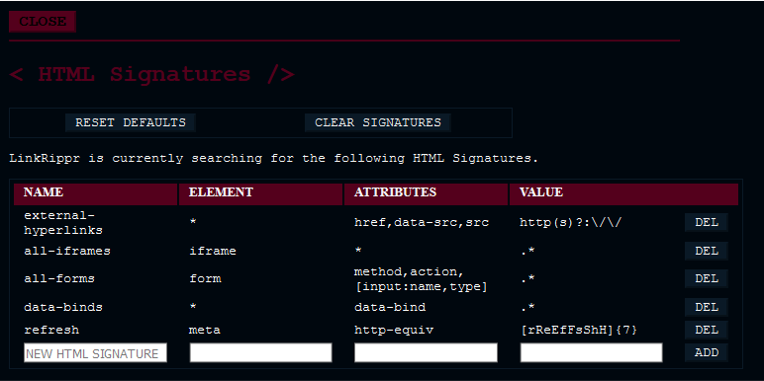 CLOSE
< HTML Signatures />
RESET DEFAULTS CLEAR SIGNATURES
LinkRippr is currently searching for the following HTML Signatures.
NAME ELEMENT ATTRIBUTES VALUE
external-
hyperlinks * href,data-src,src http(s)?:\/\/ DEL
all-iframes iframe * .* DEL
all-forms form method,action,
[input:name,type] .* DEL
data-binds * data-bind .* DEL
refresh meta http-equiv [rReEfFsShH]{7} DEL
NEW HTML SIGNATURE ADD